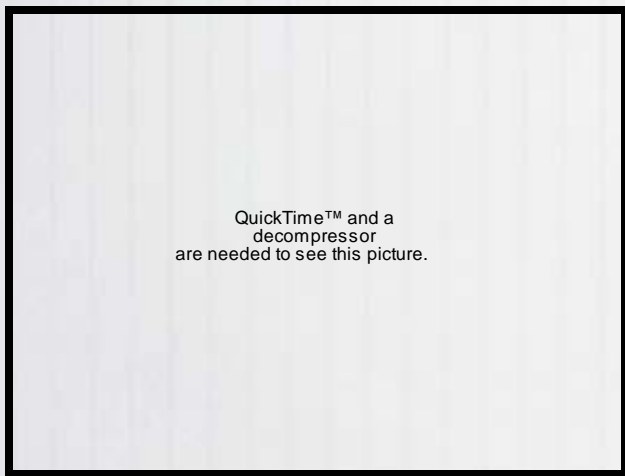 QuickTime™ and a
decompressor
are needed to see this picture.